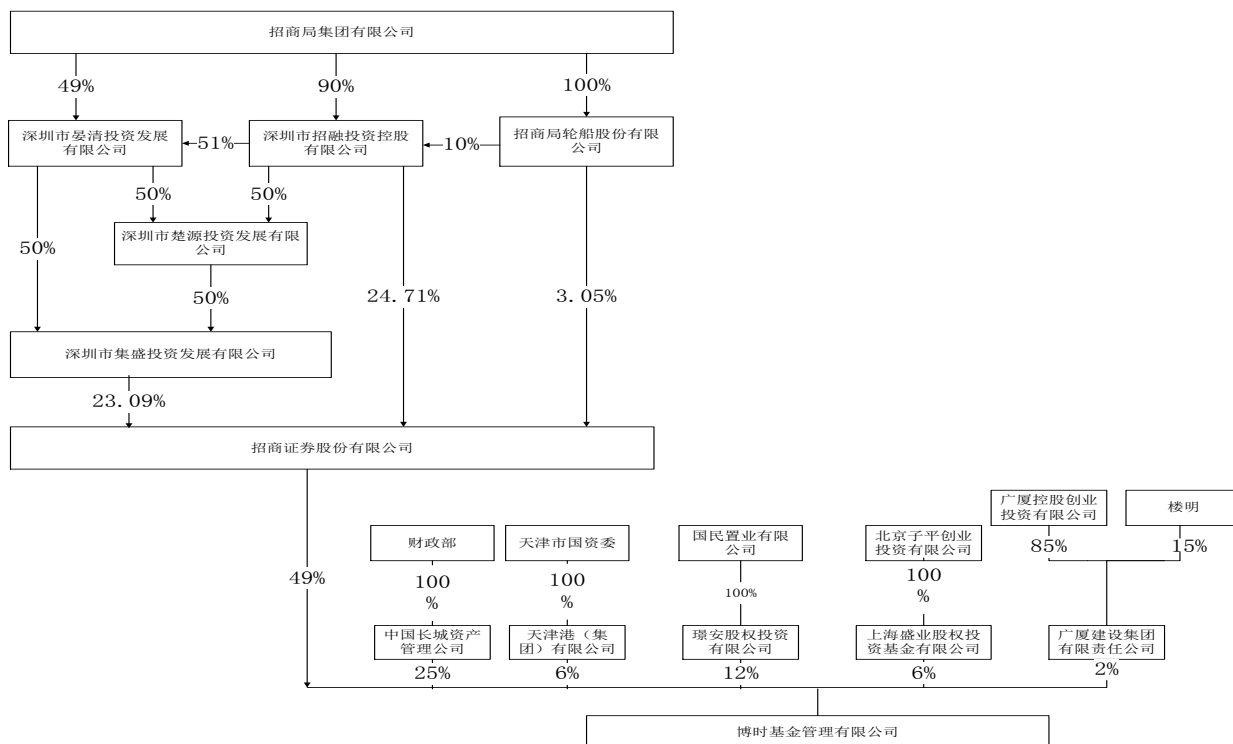 招商局集团有限公司
49%
90%
100%
深圳市晏清投资发展
有限公司
51%
深圳市招融投资控股
有限公司
10%
招商局轮船股份有限
公司
50%
50%
深圳市楚源投资发展有限
公司
50%
50%
24.71%
3.05%
深圳市集盛投资发展有限公司
23.09%
招商证券股份有限公司
49%
财政部
天津市国资委
国民置业有限
公司
北京子平创业
投资有限公司
广厦控股创业
投资有限公司
楼明
100
%
100
%
100%
100
%
85%
15%
中国长城资产
管理公司
天津港（集
团）有限公司
璟安股权投资
有限公司
上海盛业股权投
资基金有限公司
广厦建设集团
有限责任公司
25%
6%
12%
6%
2%
博时基金管理有限公司